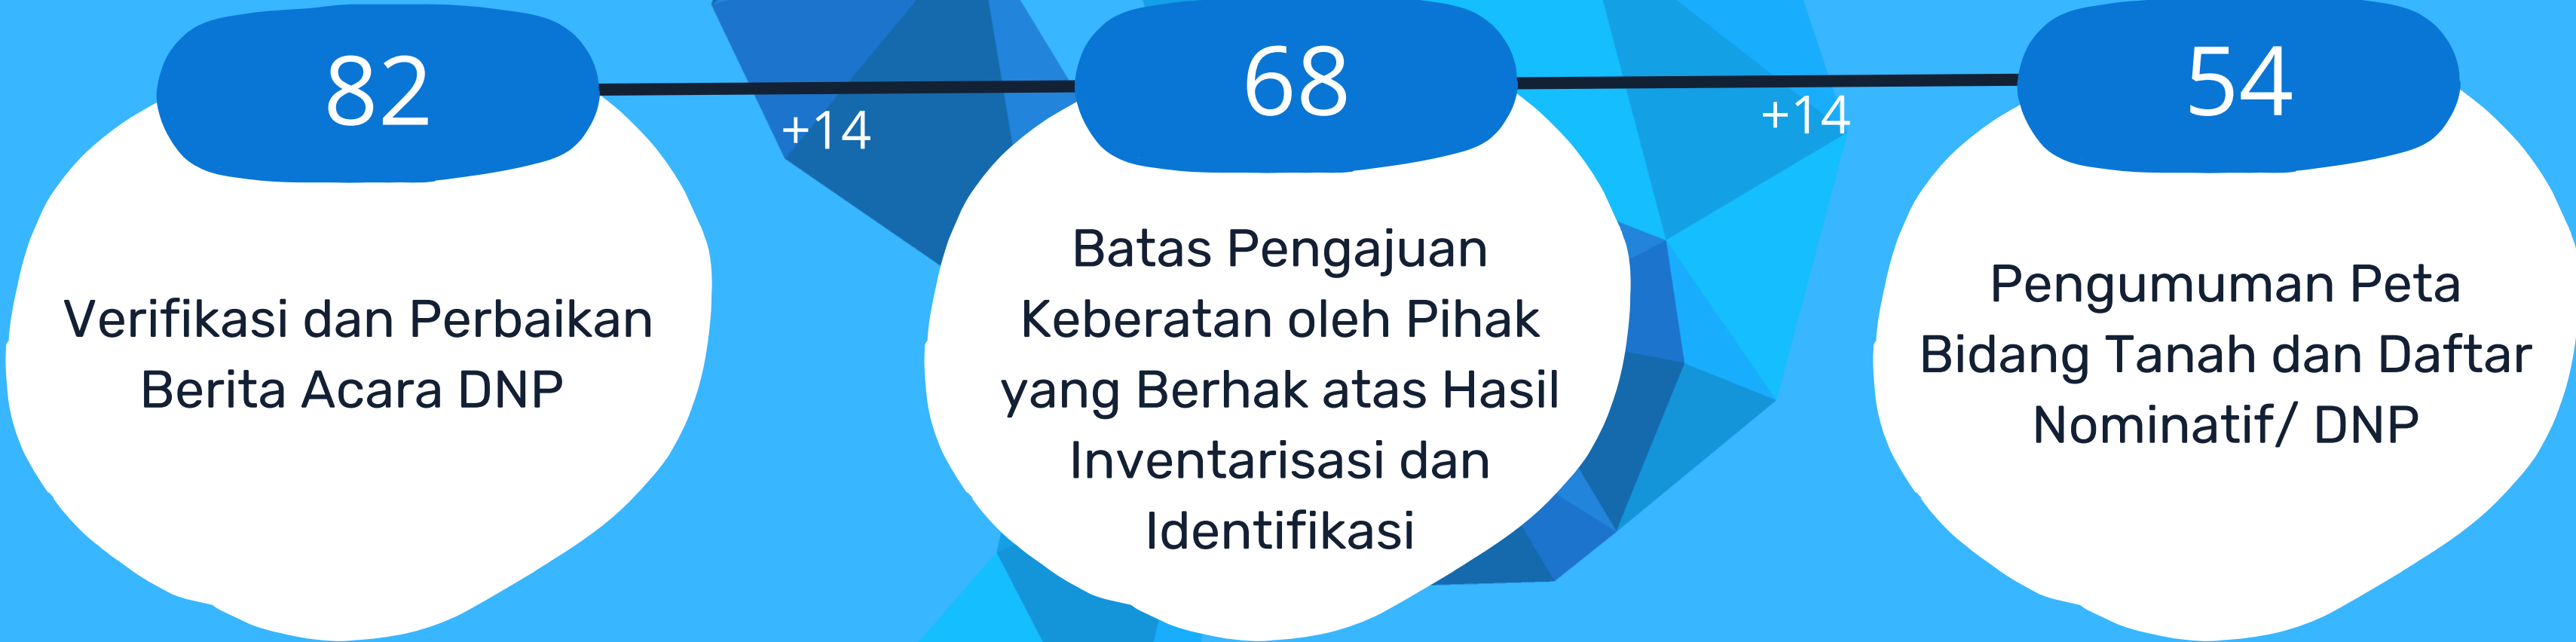 82
+14
68
+14
54
Verifikasi dan Perbaikan
Berita Acara DNP
Batas Pengajuan
Keberatan oleh Pihak
yang Berhak atas Hasil
Inventarisasi dan
Identifikasi
Pengumuman Peta
Bidang Tanah dan Daftar
Nominatif/ DNP